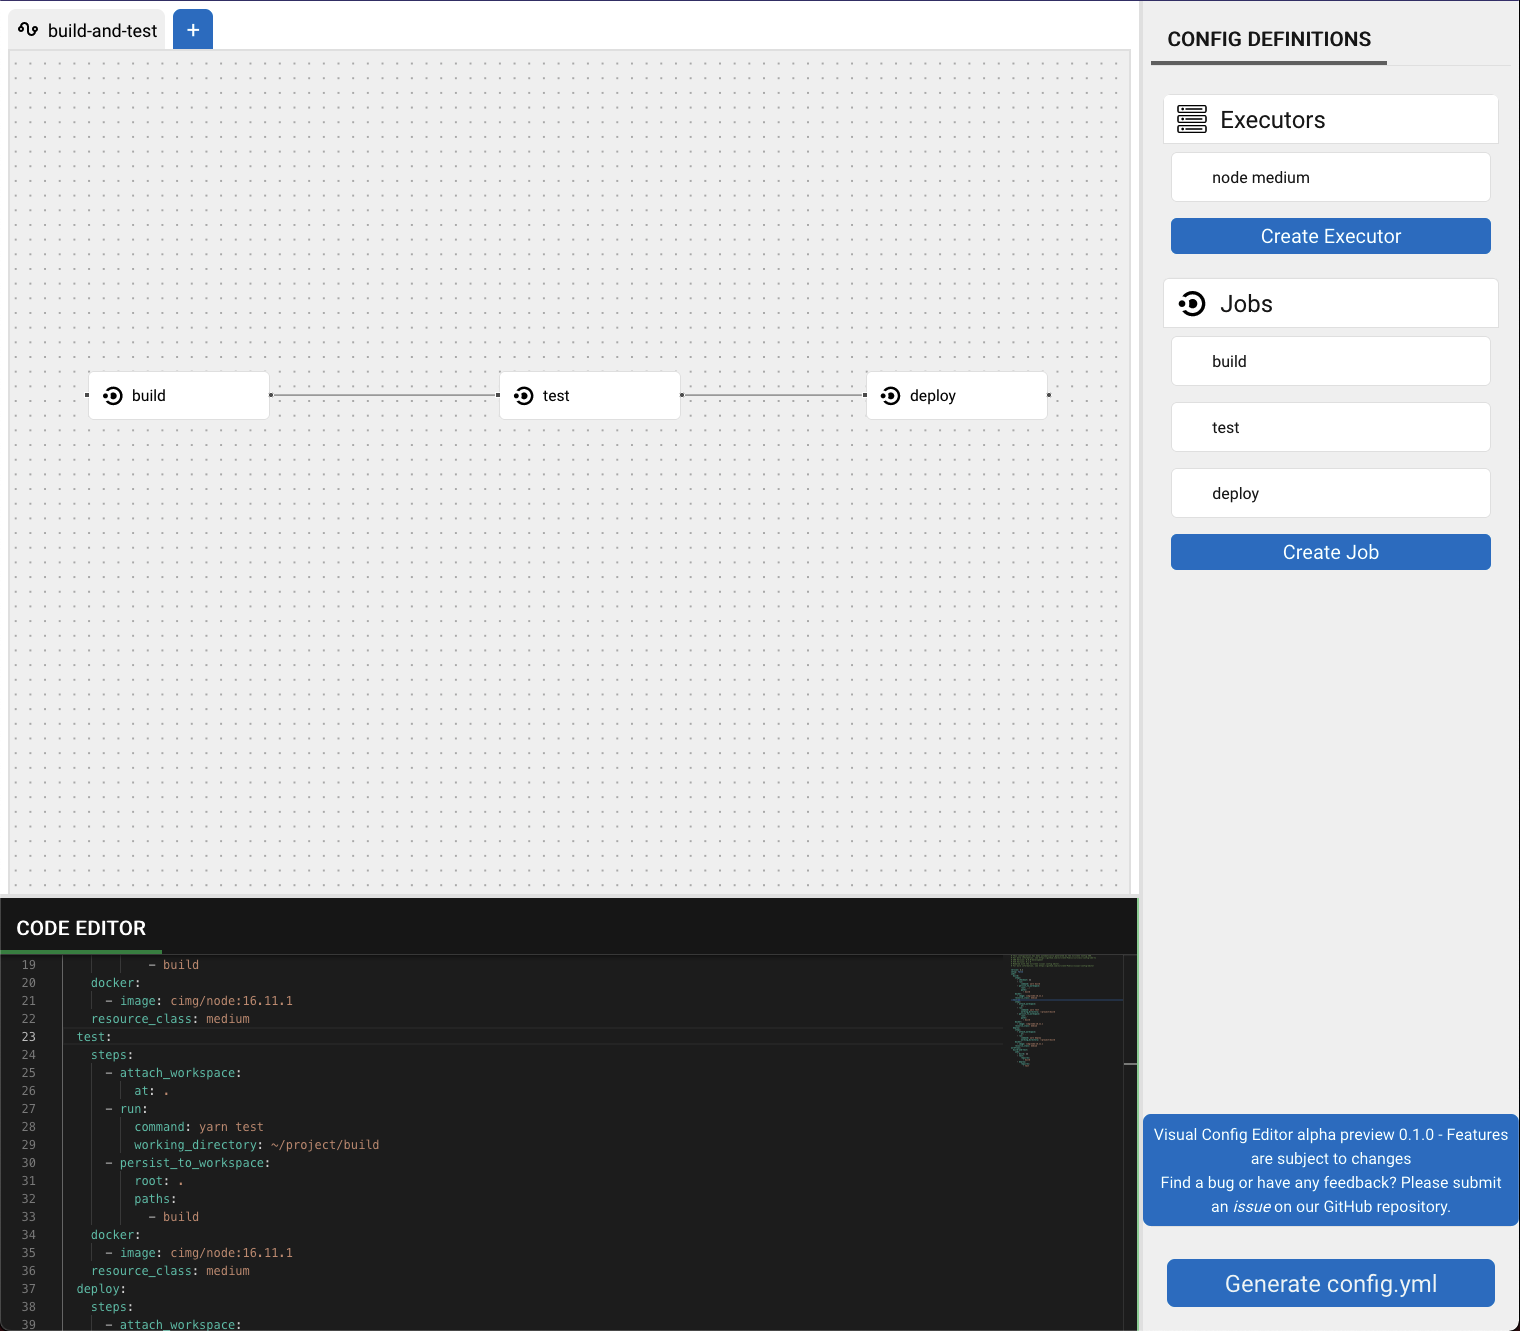 build-and-test
+
CONFIG DEFINITIONS
Executors
node medium
Create Executor
Jobs
build
test
deploy
Create Job
build
test
deploy
CODE EDITOR
19 - build
20 docker:
21 - image: cimg/node:16.11.1
22 resource_class: medium
23 test:
24 steps:
25 - attach_workspace:
26 at: .
27 - run:
28 command: yarn test
29 working_directory: ~/project/build
30 - persist_to_workspace:
31 root: .
32 paths:
33 - build
34 docker:
35 - image: cimg/node:16.11.1
36 resource_class: medium
37 deploy:
38 steps:
39 - attach_workspace:
Visual Config Editor alpha preview 0.1.0 - Features
are subject to changes
Find a bug or have any feedback? Please submit
an issue on our GitHub repository.
Generate config.yml